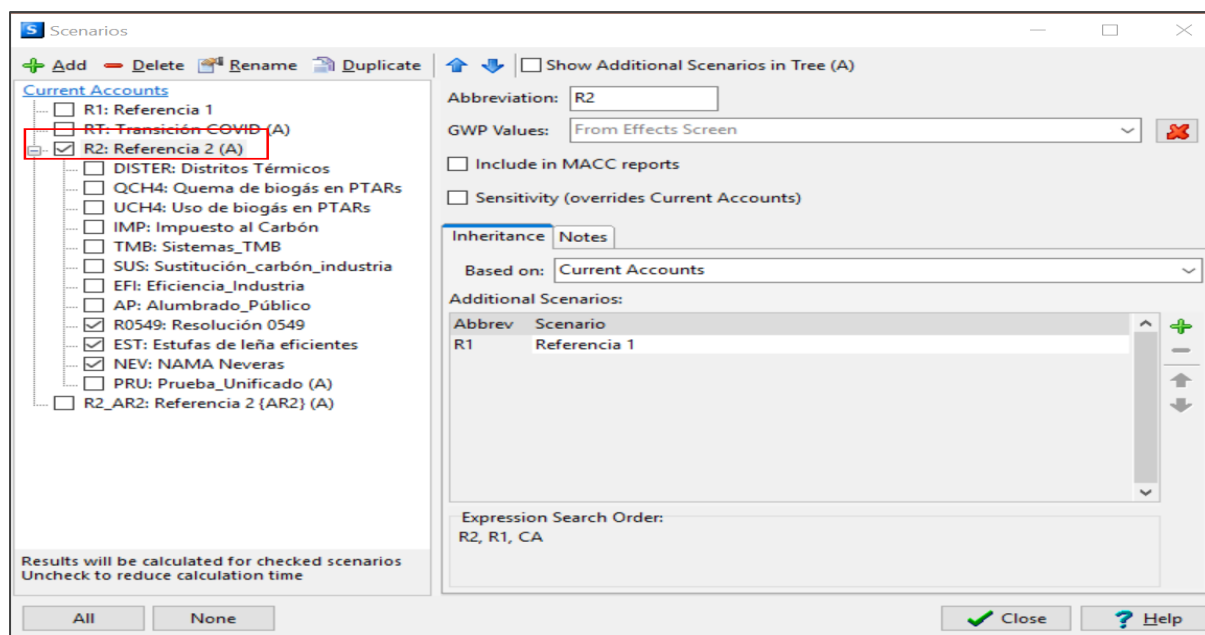 S Scenarios
Add Delete Rename Duplicate Show Additional Scenarios in Tree (A)
Current Accounts
R1: Referencia 1
RT: Transición COVID (A)
R2: Referencia 2 (A)
DISTER: Distritos Térmicos
QCH4: Quema de biogás en PTARs
UCH4: Uso de biogás en PTARs
IMP: Impuesto al Carbón
TMB: Sistemas_TMB
SUS: Sustitución_carbón_industria
EFI: Eficiencia_Industria
AP: Alumbrado_Público
R0549: Resolución 0549
EST: Estufas de leña eficientes
NEV: NAMA Neveras
PRU: Prueba_Unificado (A)
R2_AR2: Referencia 2 {AR2} (A)
Results will be calculated for checked scenarios
Uncheck to reduce calculation time
All None
Abbreviation: R2
GWP Values: From Effects Screen
Include in MACC reports
Sensitivity (overrides Current Accounts)
Inheritance Notes
Based on: Current Accounts
Additional Scenarios:
Abbrev Scenario
R1 Referencia 1
Expression Search Order:
R2, R1, CA
Close ? Help